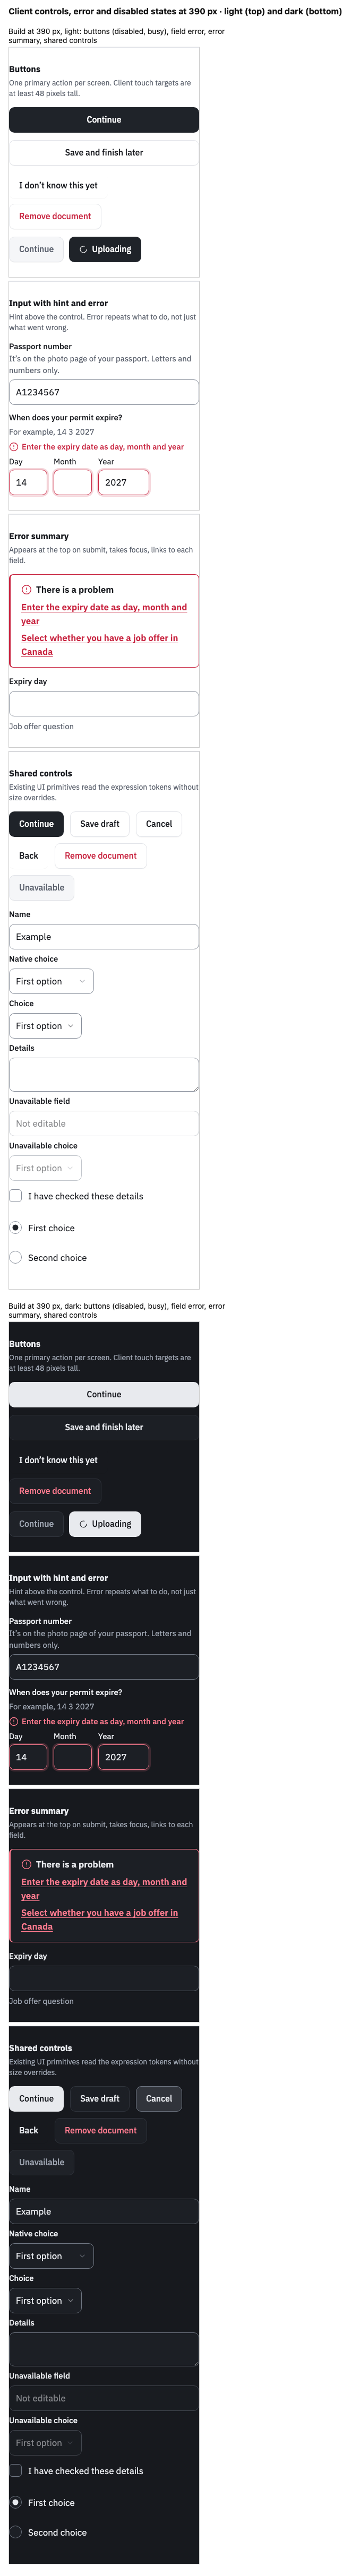 Client controls, error and disabled states at 390 px · light (top) and dark (bottom)
Build at 390 px, light: buttons (disabled, busy), field error, error
summary, shared controls
Buttons
One primary action per screen. Client touch targets are
at least 48 pixels tall.
Continue
Save and finish later
I don't know this yet
Remove document
Continue
Uploading
Input with hint and error
Hint above the control. Error repeats what to do, not just
what went wrong.
Passport number
It's on the photo page of your passport. Letters and
numbers only.
A1234567
When does your permit expire?
For example, 14 3 2027
Enter the expiry date as day, month and year
Day Month Year
14 2027
Error summary
Appears at the top on submit, takes focus, links to each
field.
There is a problem
Enter the expiry date as day, month and
year
Select whether you have a job offer in
Canada
Expiry day
Job offer question
Shared controls
Existing UI primitives read the expression tokens without
size overrides.
Continue Save draft Cancel
Back Remove document
Unavailable
Name
Example
Native choice
First option
Choice
First option
Details
Unavailable field
Not editable
Unavailable choice
First option
I have checked these details
First choice
Second choice
Build at 390 px, dark: buttons (disabled, busy), field error, error
summary, shared controls
Buttons
One primary action per screen. Client touch targets are
at least 48 pixels tall.
Continue
Save and finish later
I don't know this yet
Remove document
Continue
Uploading
Input with hint and error
Hint above the control. Error repeats what to do, not just
what went wrong.
Passport number
It's on the photo page of your passport. Letters and
numbers only.
A1234567
When does your permit expire?
For example, 14 3 2027
Enter the expiry date as day, month and year
Day Month Year
14 2027
Error summary
Appears at the top on submit, takes focus, links to each
field.
There is a problem
Enter the expiry date as day, month and
year
Select whether you have a job offer in
Canada
Expiry day
Job offer question
Shared controls
Existing UI primitives read the expression tokens without
size overrides.
Continue Save draft Cancel
Back Remove document
Unavailable
Name
Example
Native choice
First option
Choice
First option
Details
Unavailable field
Not editable
Unavailable choice
First option
I have checked these details
First choice
Second choice